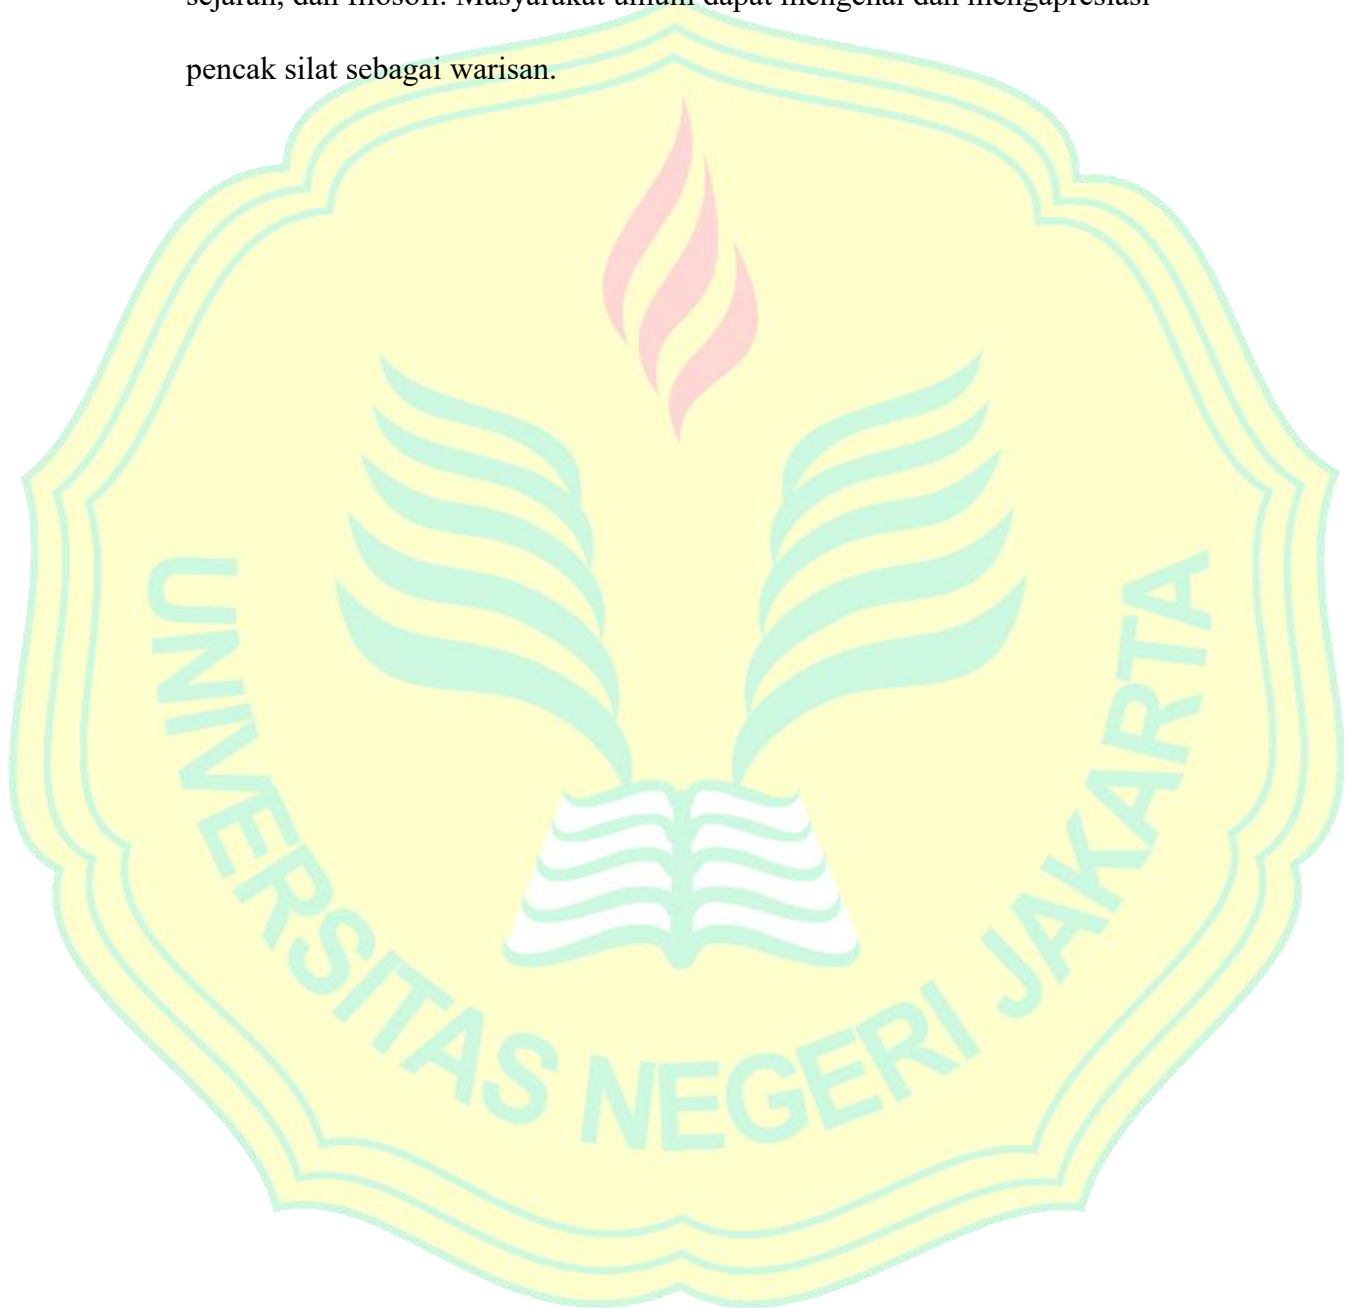 sejarah, dan filosofi. Masyarakat umum dapat mengenal dan mengapresiasi
pencak silat sebagai warisan.
UNIVERSITAS NEGERI JAKARTA